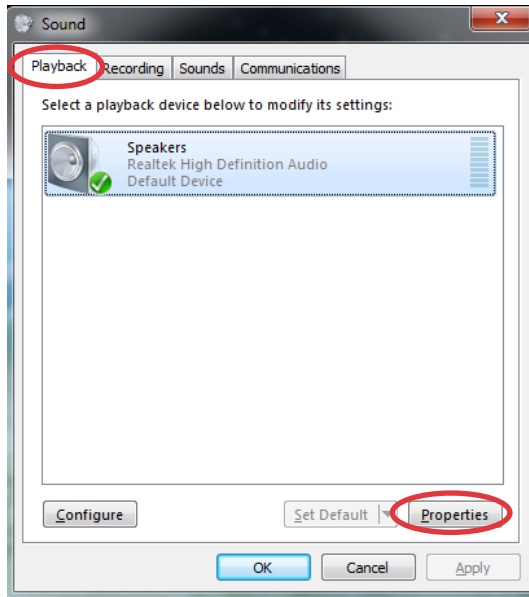 Sound
x
Playback Recording Sounds Communications
Select a playback device below to modify its settings:
Speakers
Realtek High Definition Audio
Default Device
Configure Set Default Properties
OK Cancel Apply